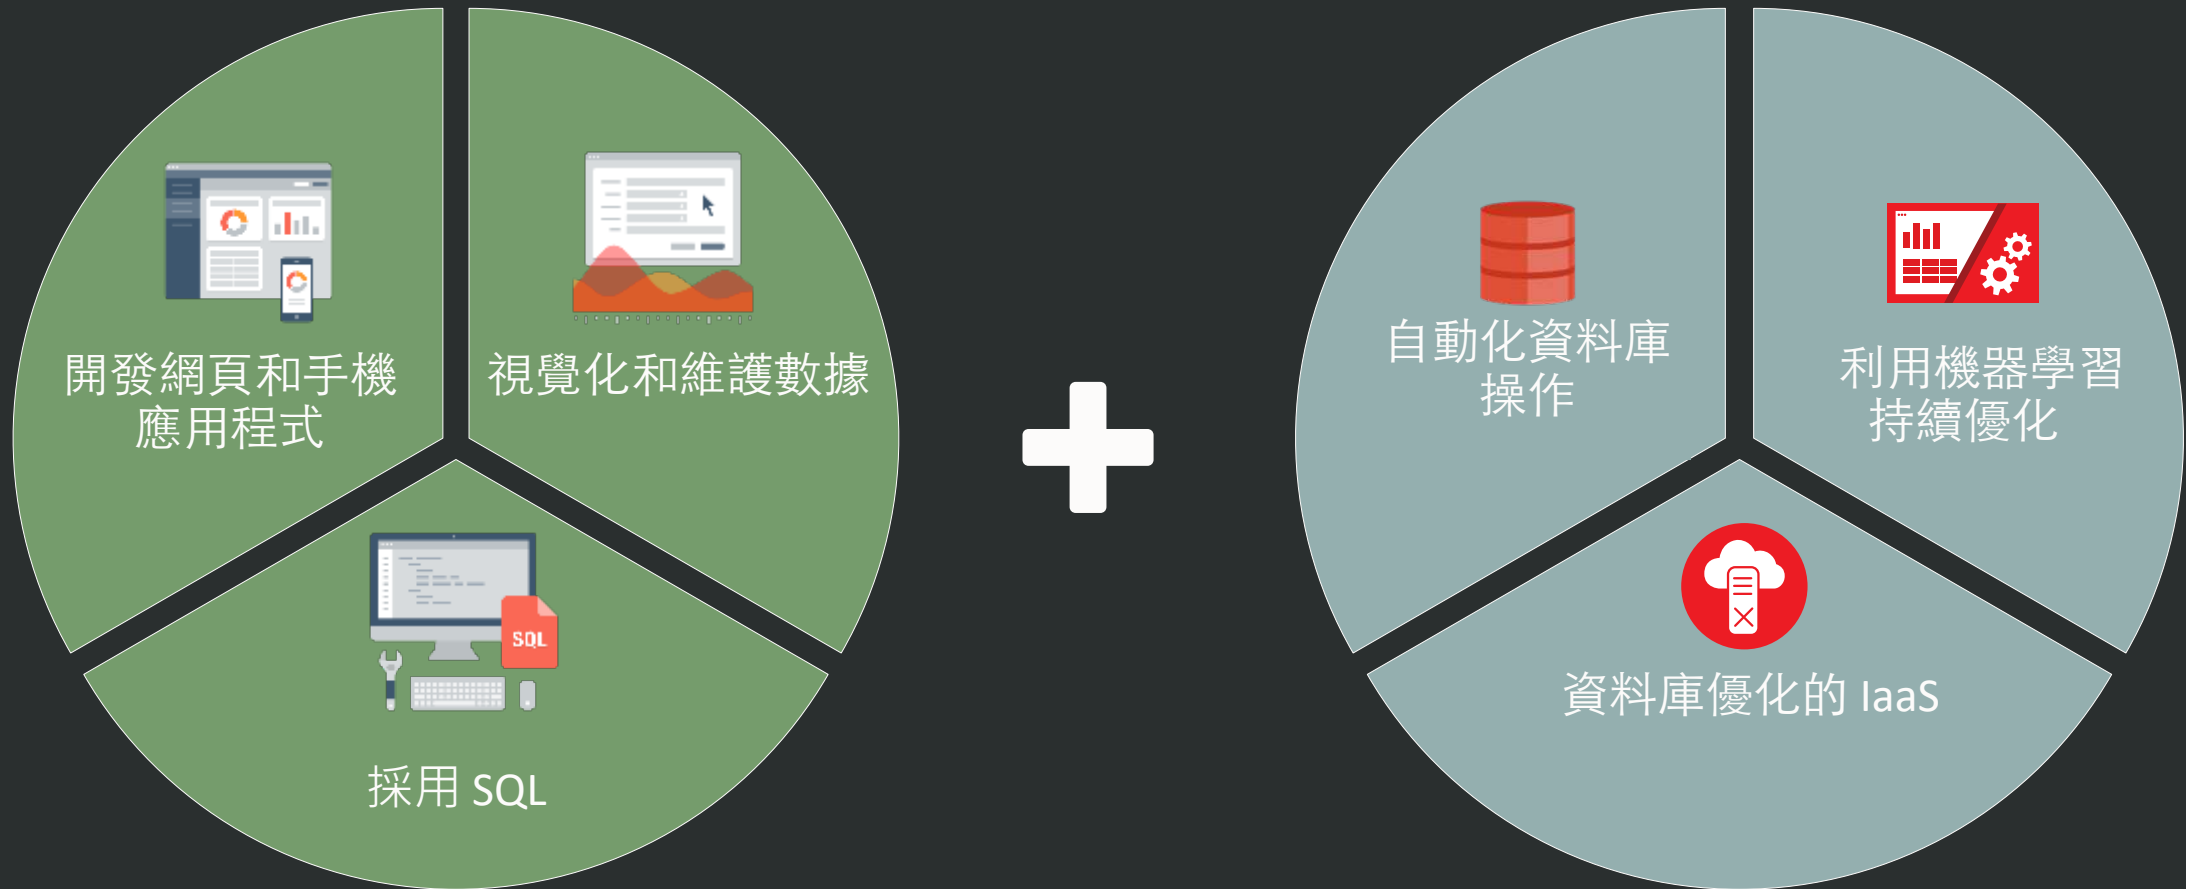 開發網頁和手機
應用程式
視覺化和維護數據
SQL
採用 SQL
自動化資料庫
操作
利用機器學習
持續優化
資料庫優化的 IaaS